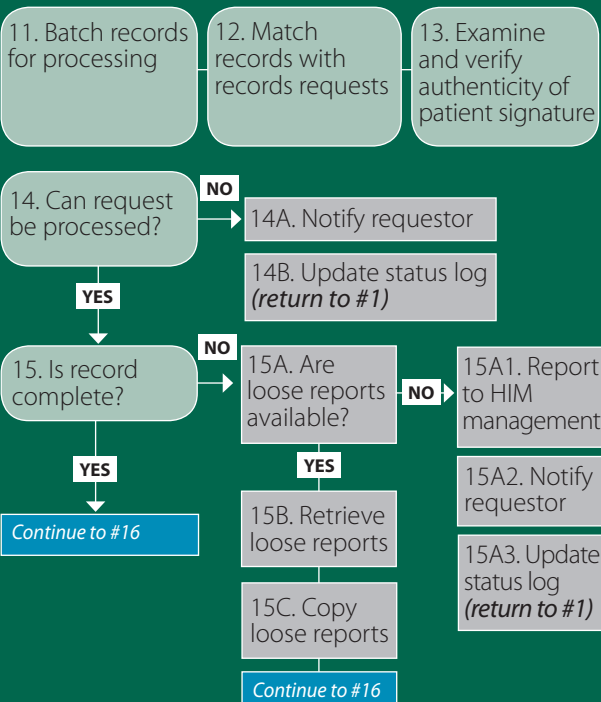 11. Batch records
for processing
12. Match
records with
records requests
13. Examine
and verify
authenticity of
patient signature
14. Can request
be processed?
NO
14A. Notify requestor
14B. Update status log
(return to #1)
YES
15. Is record
complete?
NO
15A. Are
loose reports
available?
NO
15A1. Report
to HIM
management
YES
Continue to #16
YES
15B. Retrieve
loose reports
15C. Copy
loose reports
Continue to #16
15A2. Notify
requestor
15A3. Update
status log
(return to #1)